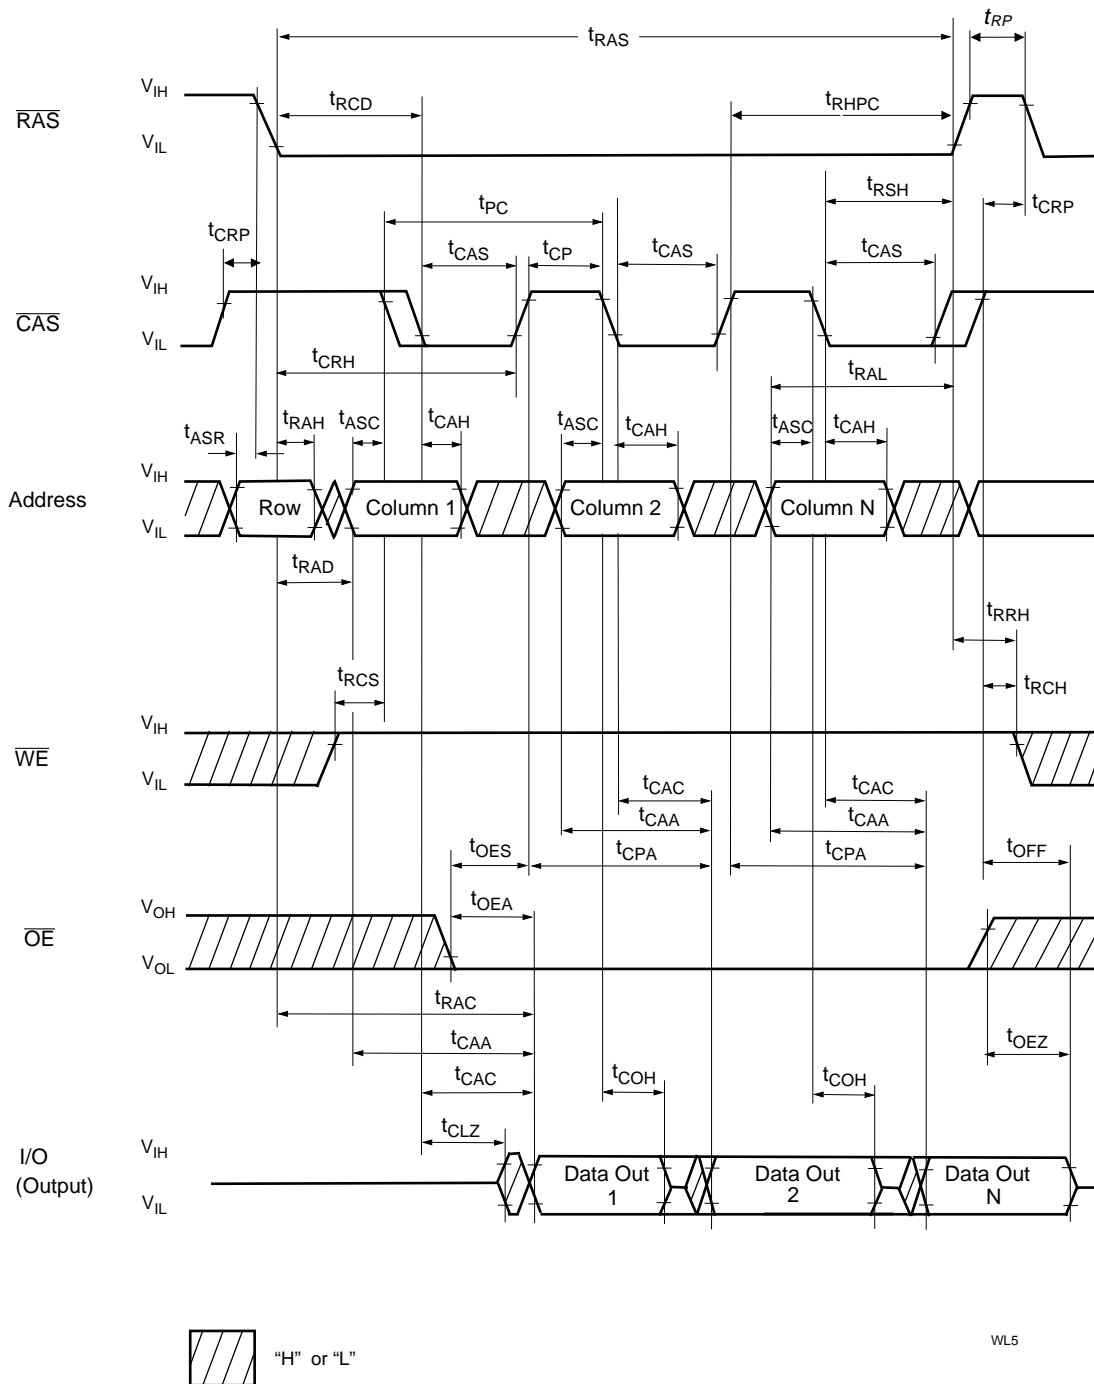 tRAS
tRP
VIH
RAS
VIL
tRCD
tRHPC
tRSH
tCRP
tPC
tCRP
tCAS
tCP
tCAS
tCAS
VIH
CAS
VIL
tCRH
tRAL
tASR
tRAH
tASC
tCAH
tASC
tCAH
tASC
tCAH
VIH
Address
VIL
Row
Column 1
Column 2
Column N
tRAD
tRRH
tRCS
tRCH
VIH
WE
VIL
tCAC
tCAC
tCAA
tCAA
tOES
tCPA
tCPA
tOFF
tOEA
VOH
OE
VOL
tRAC
tOEZ
tCAA
tCAC
tCOH
tCOH
tCLZ
VIH
I/O
(Output)
VIL
Data Out
1
Data Out
2
Data Out
N
"H" or "L"
WL5